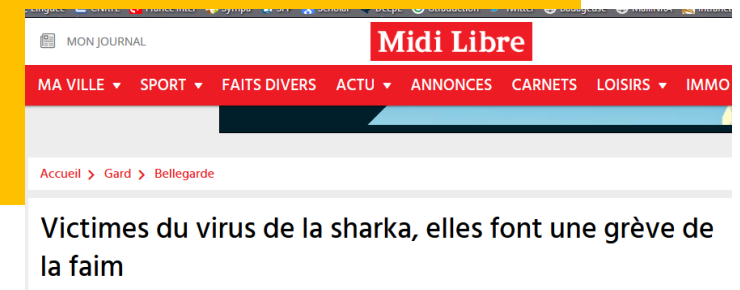 MON JOURNAL
Midi Libre
MA VILLE SPORT FAITS DIVERS ACTU ANNONCES CARNETS LOISIRS IMMO
Accueil > Gard > Bellegarde
Victimes du virus de la sharka, elles font une grève de
la faim